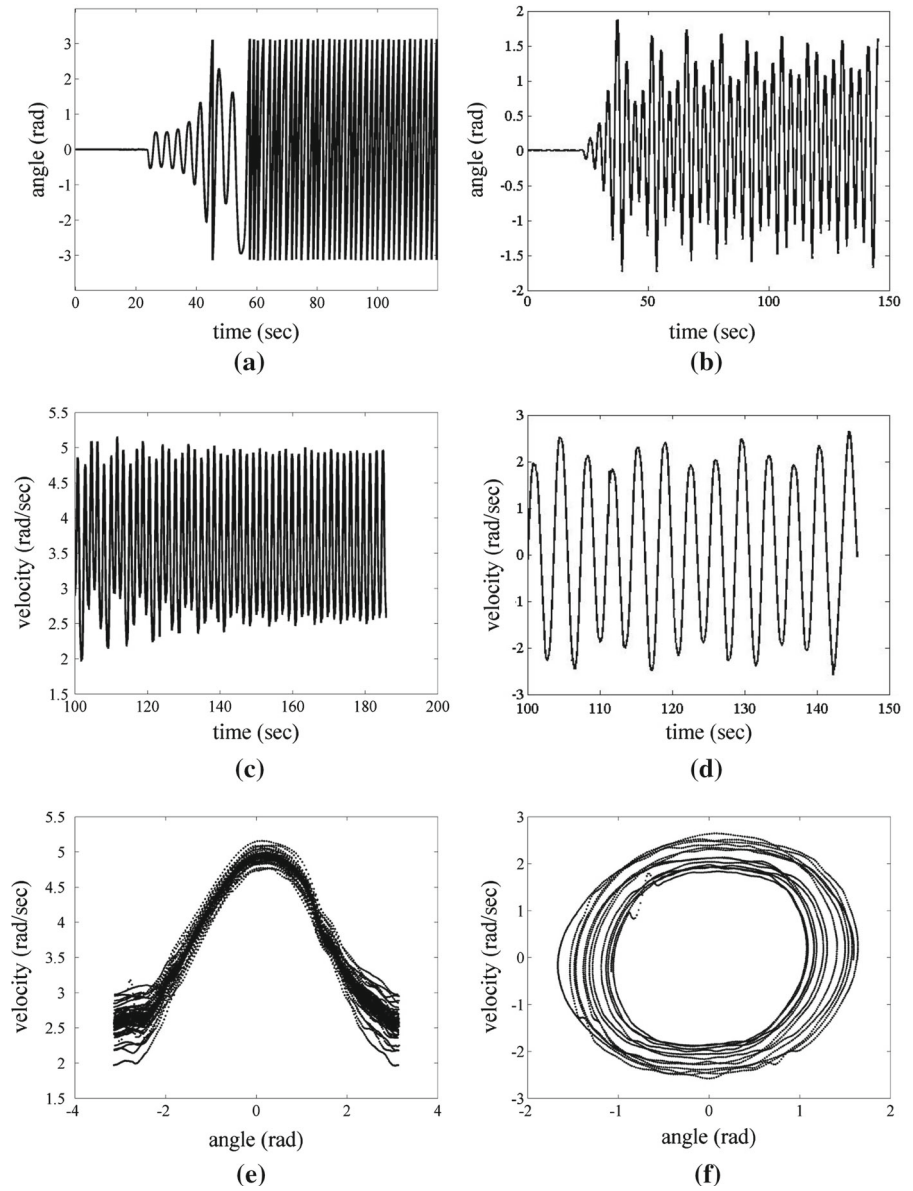 4
3
2
1
0
-1
-2
-3
angle (rad)
0 20 40 60 80 100
time (sec)
(a)
2
1.5
1
0.5
0
-0.5
-1
-1.5
2
angle (rad)
0 50 100 150
time (sec)
(b)
5.5
5
4.5
4
3.5
3
2.5
2
1.5
velocity (rad/sec)
100 120 140 160 180 200
time (sec)
(c)
3
2
1
0
-1
-2
-3
velocity (rad/sec)
100 110 120 130 140 150
time (sec)
(d)
5.5
5
4.5
4
3.5
3
2.5
2
1.5
velocity (rad/sec)
-4 -2 0 2 4
angle (rad)
(e)
3
2
1
0
-1
-2
-3
velocity (rad/sec)
-2 -1 0 1 2
angle (rad)
(f)